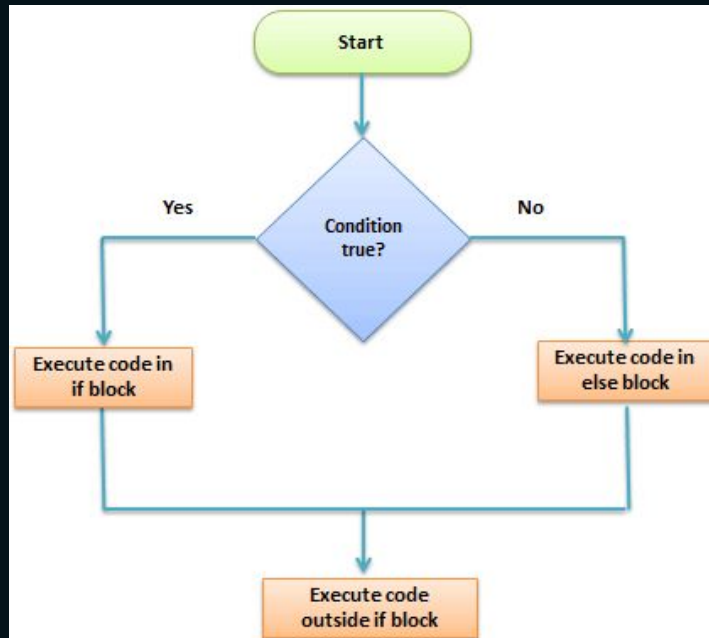 Start
Yes
No
Condition
true?
Execute code in
if block
Execute code in
else block
Execute code
outside if block